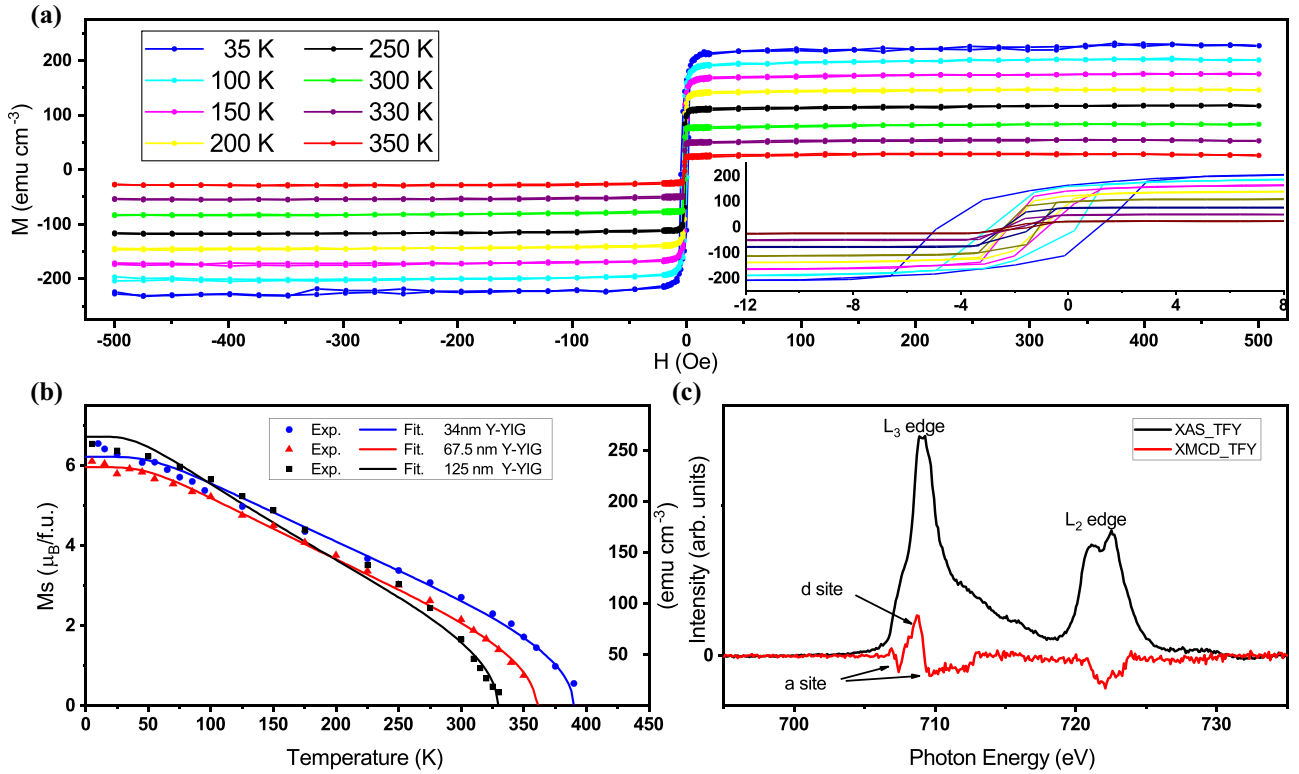 (a)
35 K 250 K
100 K 300 K
150 K 330 K
200 K 350 K
M (emu cm⁻³)
200
100
0
-100
-200
-500 -400 -300 -200 -100 0 100 200 300 400 500
H (Oe)
200
100
0
-100
-200
-12 -8 -4 0 4 8
(b)
Exp. Fit. 34nm Y-YIG
Exp. Fit. 67.5 nm Y-YIG
Exp. Fit. 125 nm Y-YIG
Ms (μB/f.u.)
6
4
2
0
250
200
150
100
50
(emu cm⁻³)
0 50 100 150 200 250 300 350 400 450
Temperature (K)
(c)
XAS_TFY
XMCD_TFY
L₃ edge
L₂ edge
d site
a site
Intensity (arb. units)
0
700 710 720 730
Photon Energy (eV)